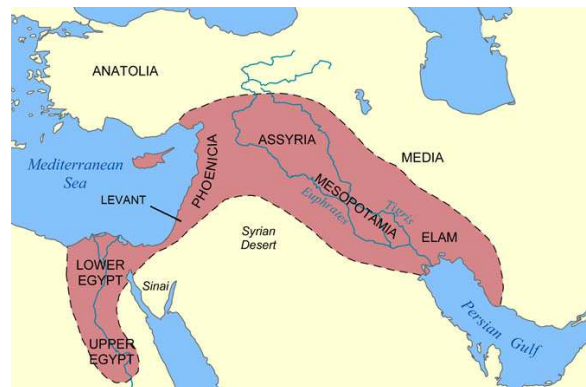 ANATOLIA
ASSYRIA
MEDIA
Mediterranean
Sea
PHOENICIA
LEVANT
MESOPOTAMIA
Tigris
Euphrates
ELAM
Syrian
Desert
LOWER
EGYPT
Sinai
UPPER
EGYPT
Persian Gulf